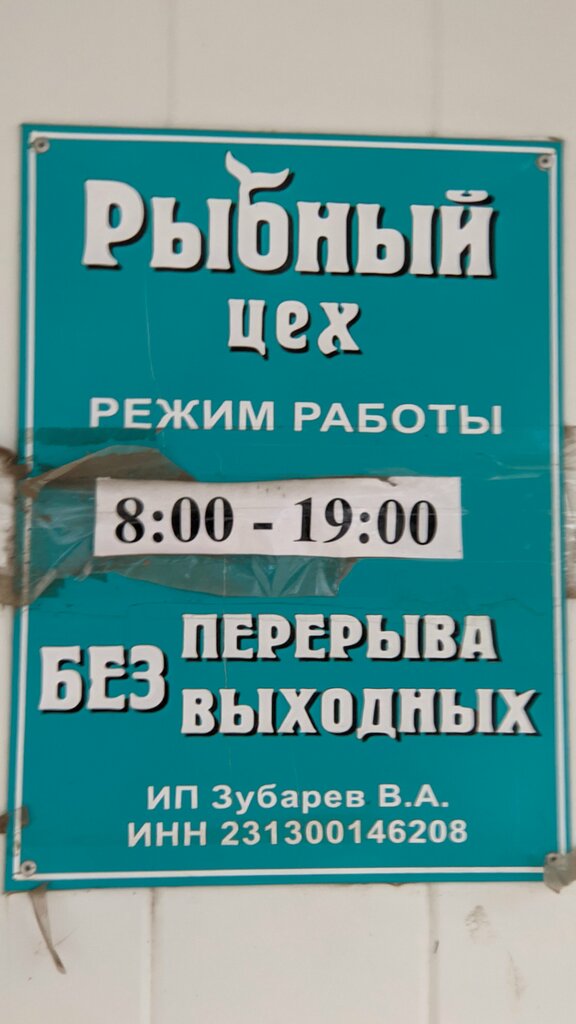 Рыбный
цех
РЕЖИМ РАБОТЫ
8:00 - 19:00
БЕЗ ПЕРЕРЫВА
ВЫХОДНЫХ
ИП Зубарев В.А.
ИНН 231300146208